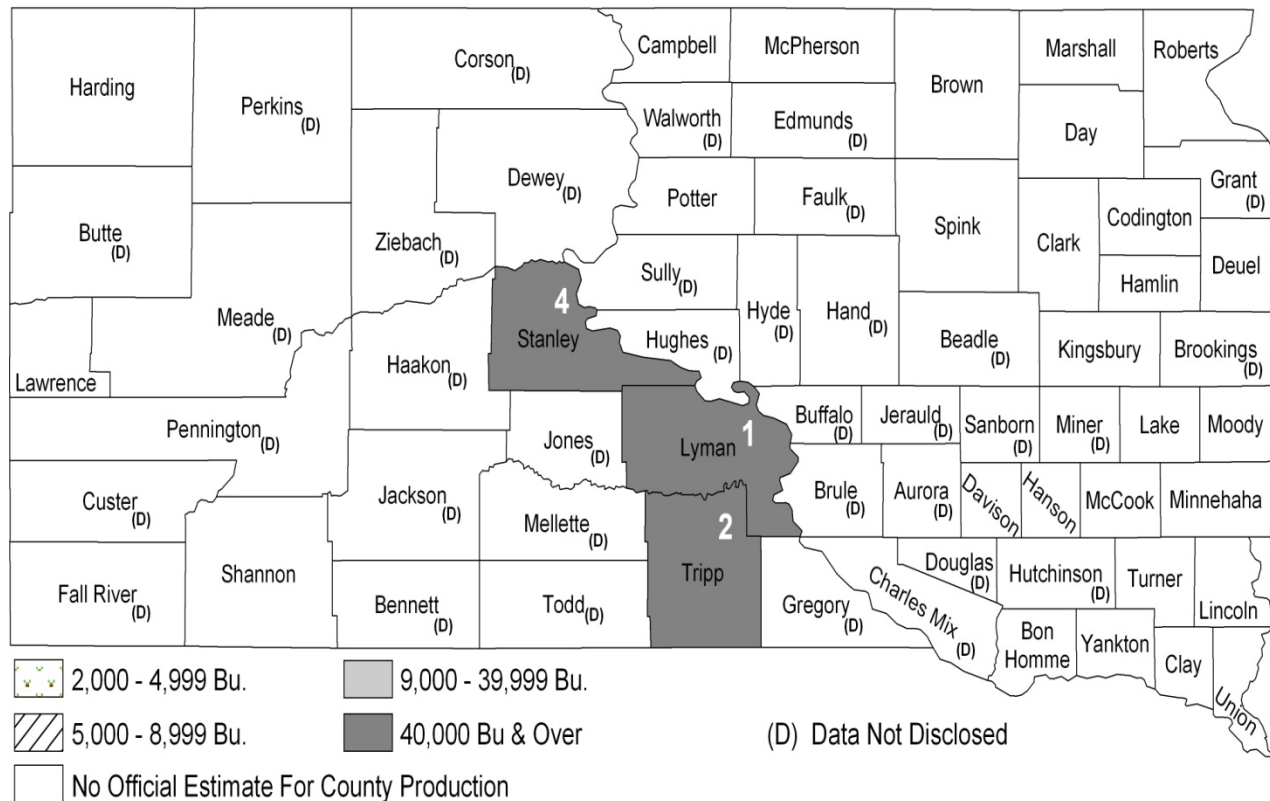 Harding
Perkins
(D)
Corson
(D)
Campbell
McPherson
Brown
Marshall
Roberts
Walworth
(D)
Edmunds
(D)
Day
Butte
(D)
Dewey
(D)
Potter
Faulk
(D)
Spink
Clark
Codington
Grant
(D)
Ziebach
(D)
Hamlin
Deuel
Meade
(D)
Sully
(D)
Hyde
(D)
Hand
(D)
4
Stanley
Hughes
(D)
Beadle
(D)
Kingsbury
Brookings
(D)
Lawrence
Haakon
(D)
Pennington
(D)
Jones
(D)
1
Lyman
Buffalo
(D)
Jerauld
(D)
Sanborn
(D)
Miner
(D)
Lake
Moody
Custer
(D)
Jackson
(D)
Mellette
(D)
2
Tripp
Brule
(D)
Aurora
(D)
Davison
Hanson
McCook
Minnehaha
Fall River
(D)
Shannon
Bennett
(D)
Todd
(D)
Gregory
(D)
Charles Mix
(D)
Douglas
(D)
Hutchinson
(D)
Turner
Lincoln
Bon
Homme
Yankton
Clay
Union
2,000 - 4,999 Bu.
9,000 - 39,999 Bu.
5,000 - 8,999 Bu.
40,000 Bu & Over
(D) Data Not Disclosed
No Official Estimate For County Production